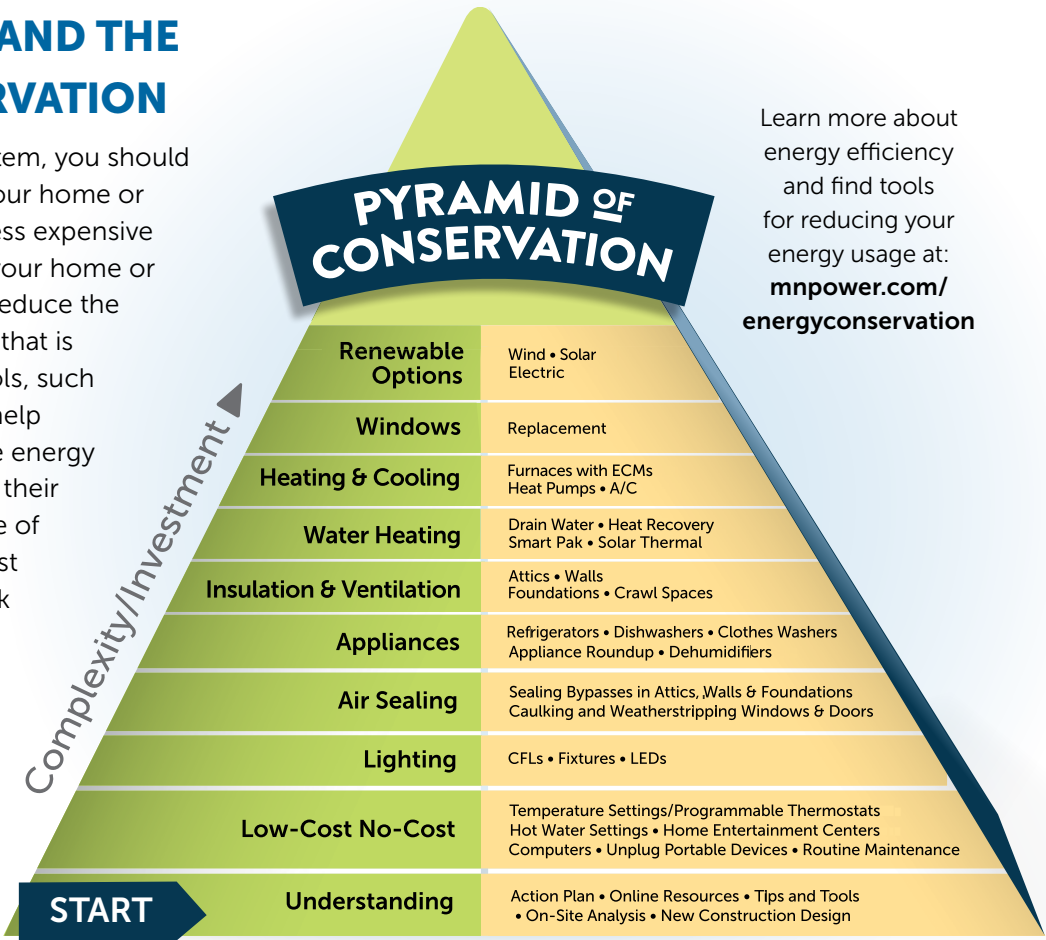 AND THE
RVATION
tem, you should
our home or
ess expensive
your home or
educe the
that is
ols, such
help
e energy
their
e of
st
k
PYRAMID OF
CONSERVATION
Learn more about
energy efficiency
and find tools
for reducing your
energy usage at:
mnpower.com/
energyconservation
Complexity/Investment
Renewable
Options
Wind • Solar
Electric
Windows
Replacement
Heating & Cooling
Furnaces with ECMs
Heat Pumps • A/C
Water Heating
Drain Water • Heat Recovery
Smart Pak • Solar Thermal
Insulation & Ventilation
Attics • Walls
Foundations • Crawl Spaces
Appliances
Refrigerators • Dishwashers • Clothes Washers
Appliance Roundup • Dehumidifiers
Air Sealing
Sealing Bypasses in Attics, Walls & Foundations
Caulking and Weatherstripping Windows & Doors
Lighting
CFLs • Fixtures • LEDs
Low-Cost No-Cost
Temperature Settings/Programmable Thermostats
Hot Water Settings • Home Entertainment Centers
Computers • Unplug Portable Devices • Routine Maintenance
START
Understanding
Action Plan • Online Resources • Tips and Tools
• On-Site Analysis • New Construction Design